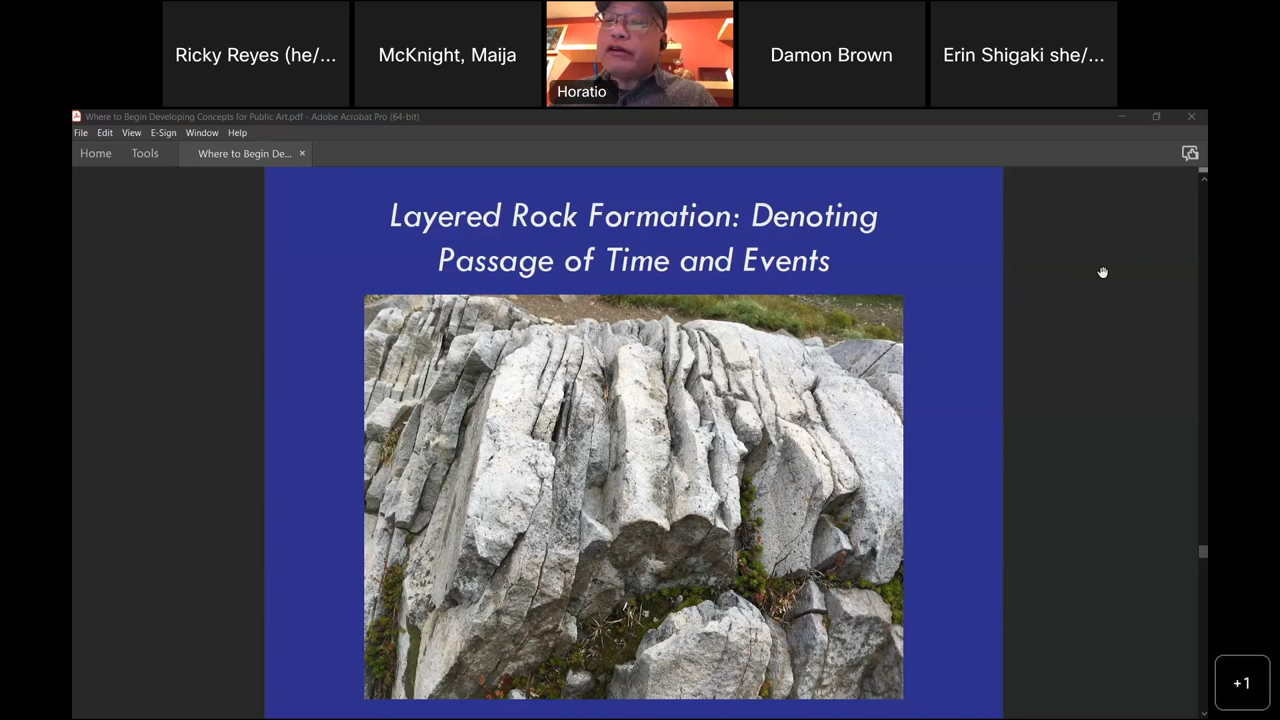 Ricky Reyes (he/...
McKnight, Maija
Horatio
Damon Brown
Erin Shigaki she/...
Where to Begin Developing Concepts for Public Art.pdf - Adobe Acrobat Pro (64-bit)
File Edit View E-Sign Window Help
Home Tools Where to Begin De... ×
Layered Rock Formation: Denoting
Passage of Time and Events
+1